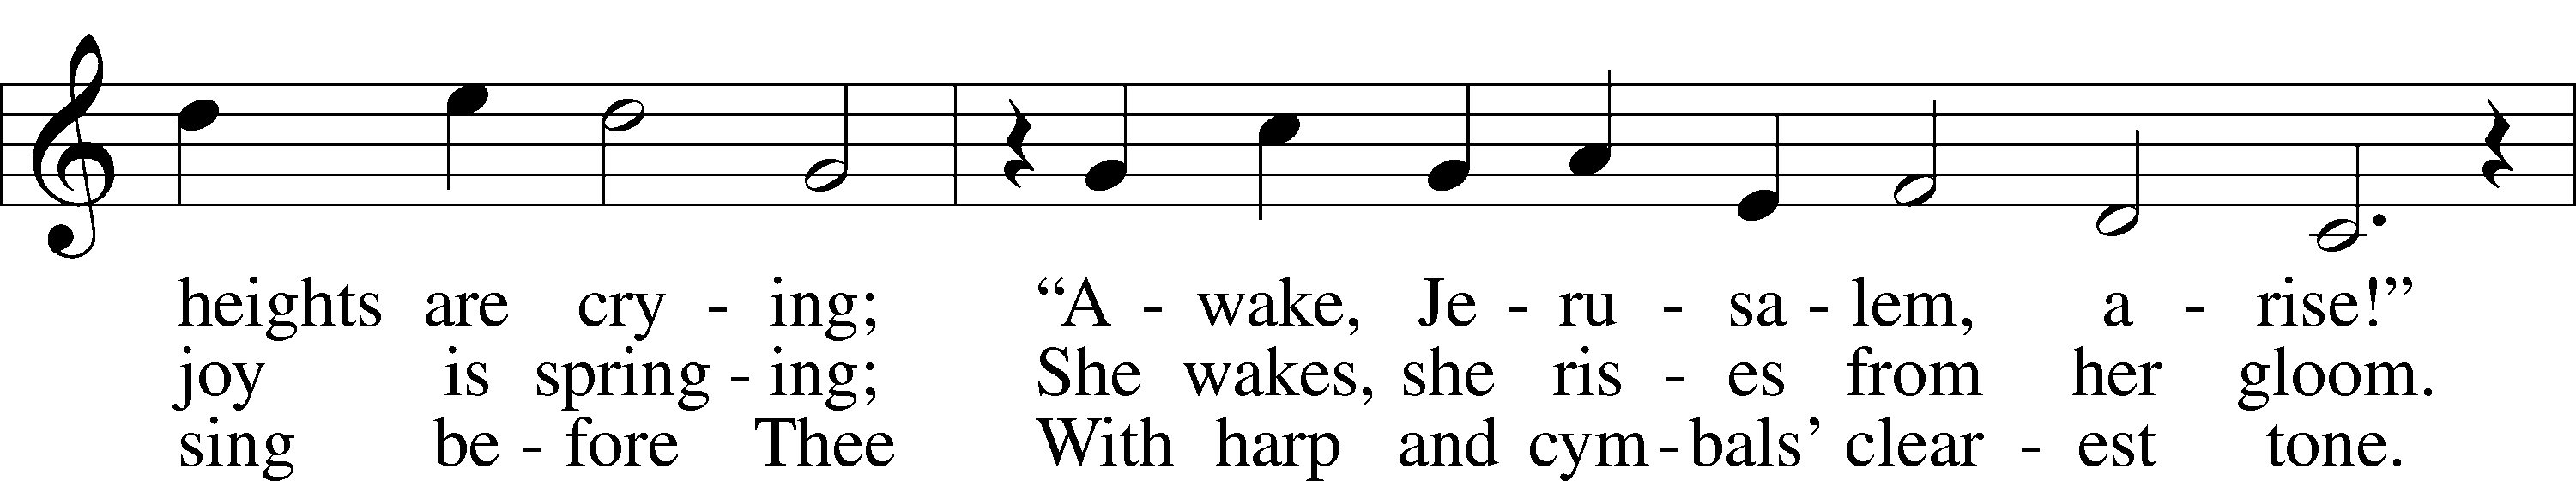 heights are cry - ing; “A - wake, Je - ru - sa - lem, a - rise!”
joy is spring - ing; She wakes, she ris - es from her gloom.
sing be - fore Thee With harp and cym - bals’ clear - est tone.